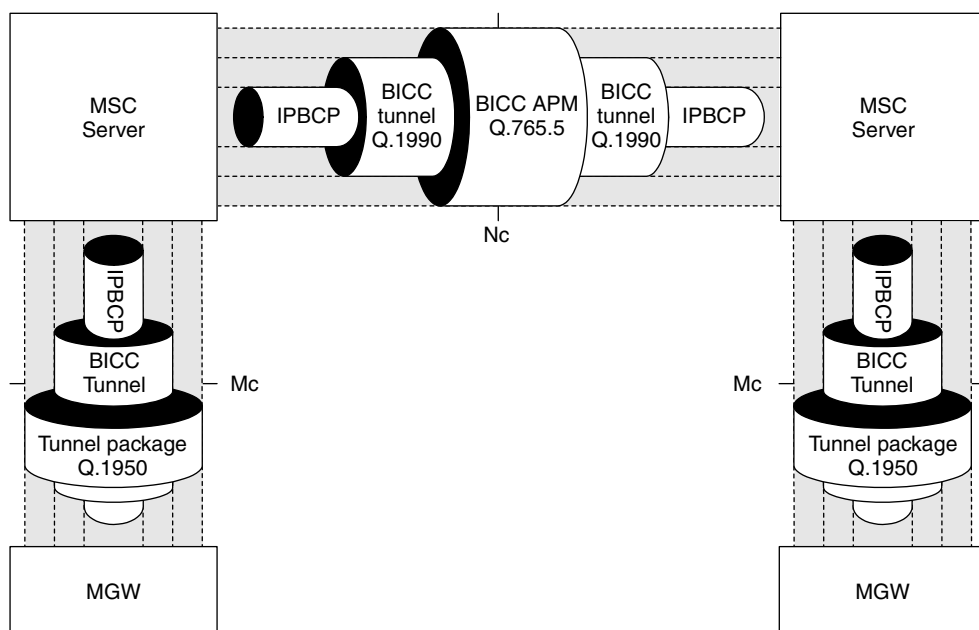 MSC
Server
IPBCP
BICC
tunnel
Q.1990
BICC APM
Q.765.5
BICC
tunnel
Q.1990
IPBCP
MSC
Server
Nc
IPBCP
BICC
Tunnel
Mc
Tunnel package
Q.1950
MGW
IPBCP
BICC
Tunnel
Mc
Tunnel package
Q.1950
MGW